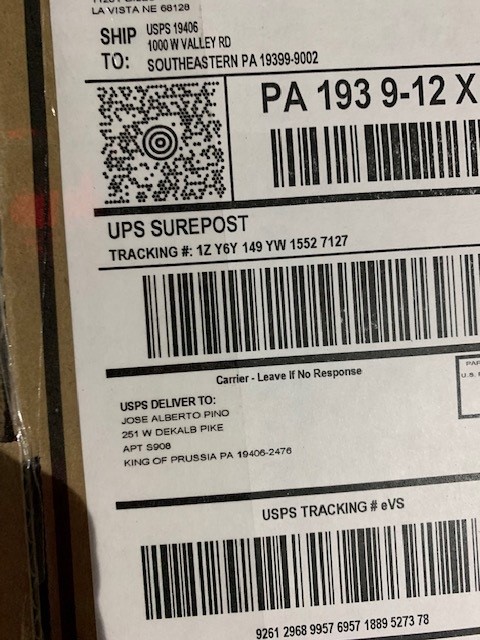 LA VISTA NE 68128
SHIP TO:
USPS 19406
1000 W VALLEY RD
SOUTHEASTERN PA 19399-9002
PA 193 9-12 X
UPS SUREPOST
TRACKING #: 1Z Y6Y 149 YW 1552 7127
Carrier - Leave If No Response
USPS DELIVER TO:
JOSE ALBERTO PINO
251 W DEKALB PIKE
APT S908
KING OF PRUSSIA PA 19406-2476
USPS TRACKING # eVS
9261 2968 9957 6957 1889 5273 78